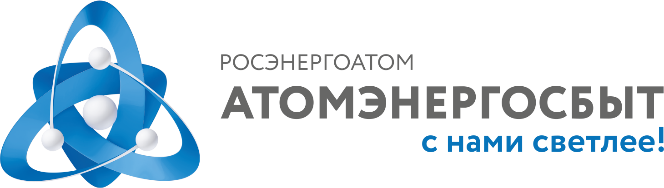 РОСЭНЕРГОАТОМ
АТОМЭНЕРГОСБЫТ
с нами светлее!